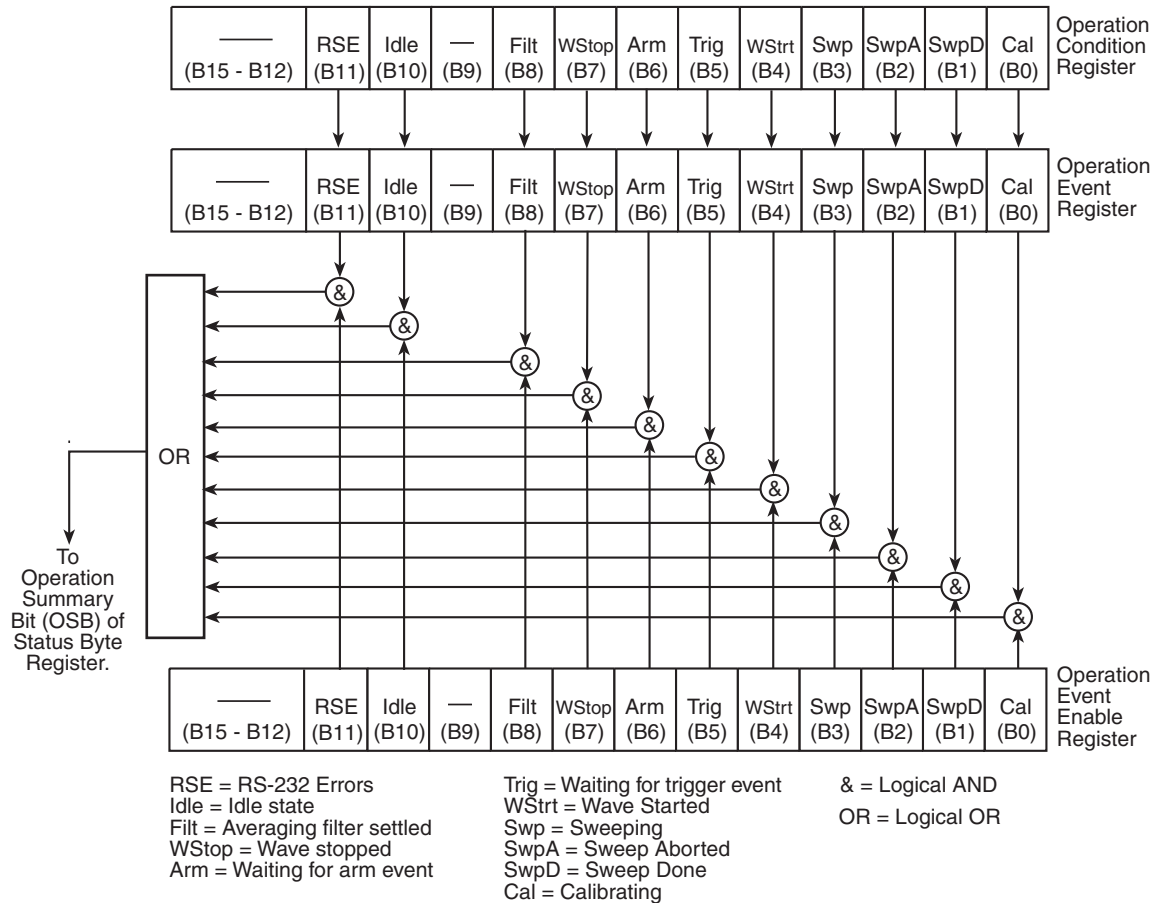 —— RSE Idle — Filt WStop Arm Trig WStrt Swp SwpA SwpD Cal
(B15 - B12) (B11) (B10) (B9) (B8) (B7) (B6) (B5) (B4) (B3) (B2) (B1) (B0)
Operation
Condition
Register
—— RSE Idle — Filt WStop Arm Trig WStrt Swp SwpA SwpD Cal
(B15 - B12) (B11) (B10) (B9) (B8) (B7) (B6) (B5) (B4) (B3) (B2) (B1) (B0)
Operation
Event
Register
&
&
&
&
&
OR
&
&
&
&
&
&
To
Operation
Summary
Bit (OSB) of
Status Byte
Register.
—— RSE Idle — Filt WStop Arm Trig WStrt Swp SwpA SwpD Cal
(B15 - B12) (B11) (B10) (B9) (B8) (B7) (B6) (B5) (B4) (B3) (B2) (B1) (B0)
Operation
Event
Enable
Register
RSE = RS-232 Errors
Idle = Idle state
Filt = Averaging filter settled
WStop = Wave stopped
Arm = Waiting for arm event
Trig = Waiting for trigger event
WStrt = Wave Started
Swp = Sweeping
SwpA = Sweep Aborted
SwpD = Sweep Done
Cal = Calibrating
& = Logical AND
OR = Logical OR